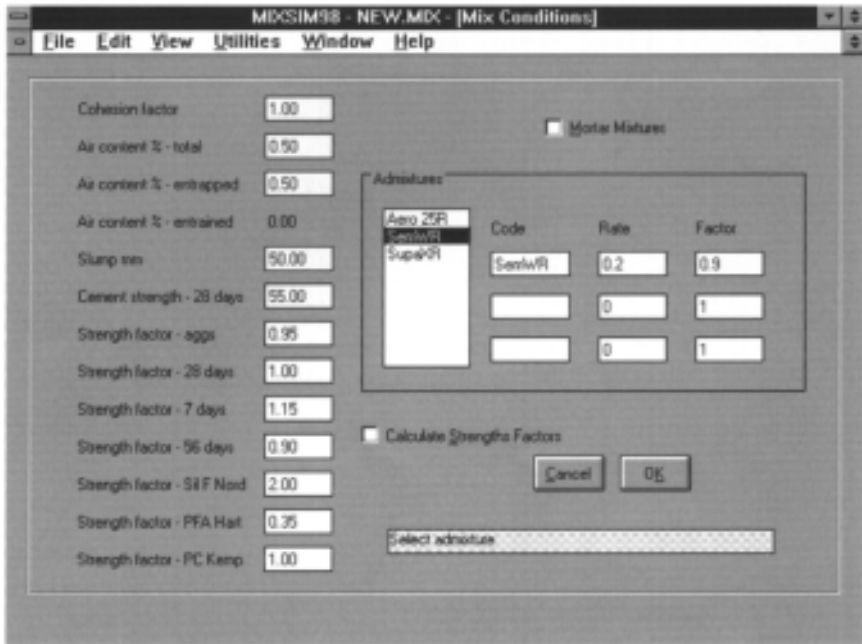 MIXSIM98 - NEW.MIX - [Mix Conditions]
File Edit View Utilities Window Help
Cohesion factor 1.00
Mortar Mixtures
Air content % - total 0.50
Air content % - entrapped 0.50
Air content % - entrained 0.00
Slump mm 50.00
Cement strength - 28 days 55.00
Strength factor - aggs 0.95
Strength factor - 28 days 1.00
Strength factor - 7 days 1.15
Strength factor - 56 days 0.90
Strength factor - Sil F Nord 2.00
Strength factor - PFA Hart 0.35
Strength factor - PC Kemp 1.00
Admixtures
Aero 25R
SemlWR
SupaXR
Code Rate Factor
SemlWR 0.2 0.9
0 1
0 1
Calculate Strengths Factors
Cancel OK
Select admixture